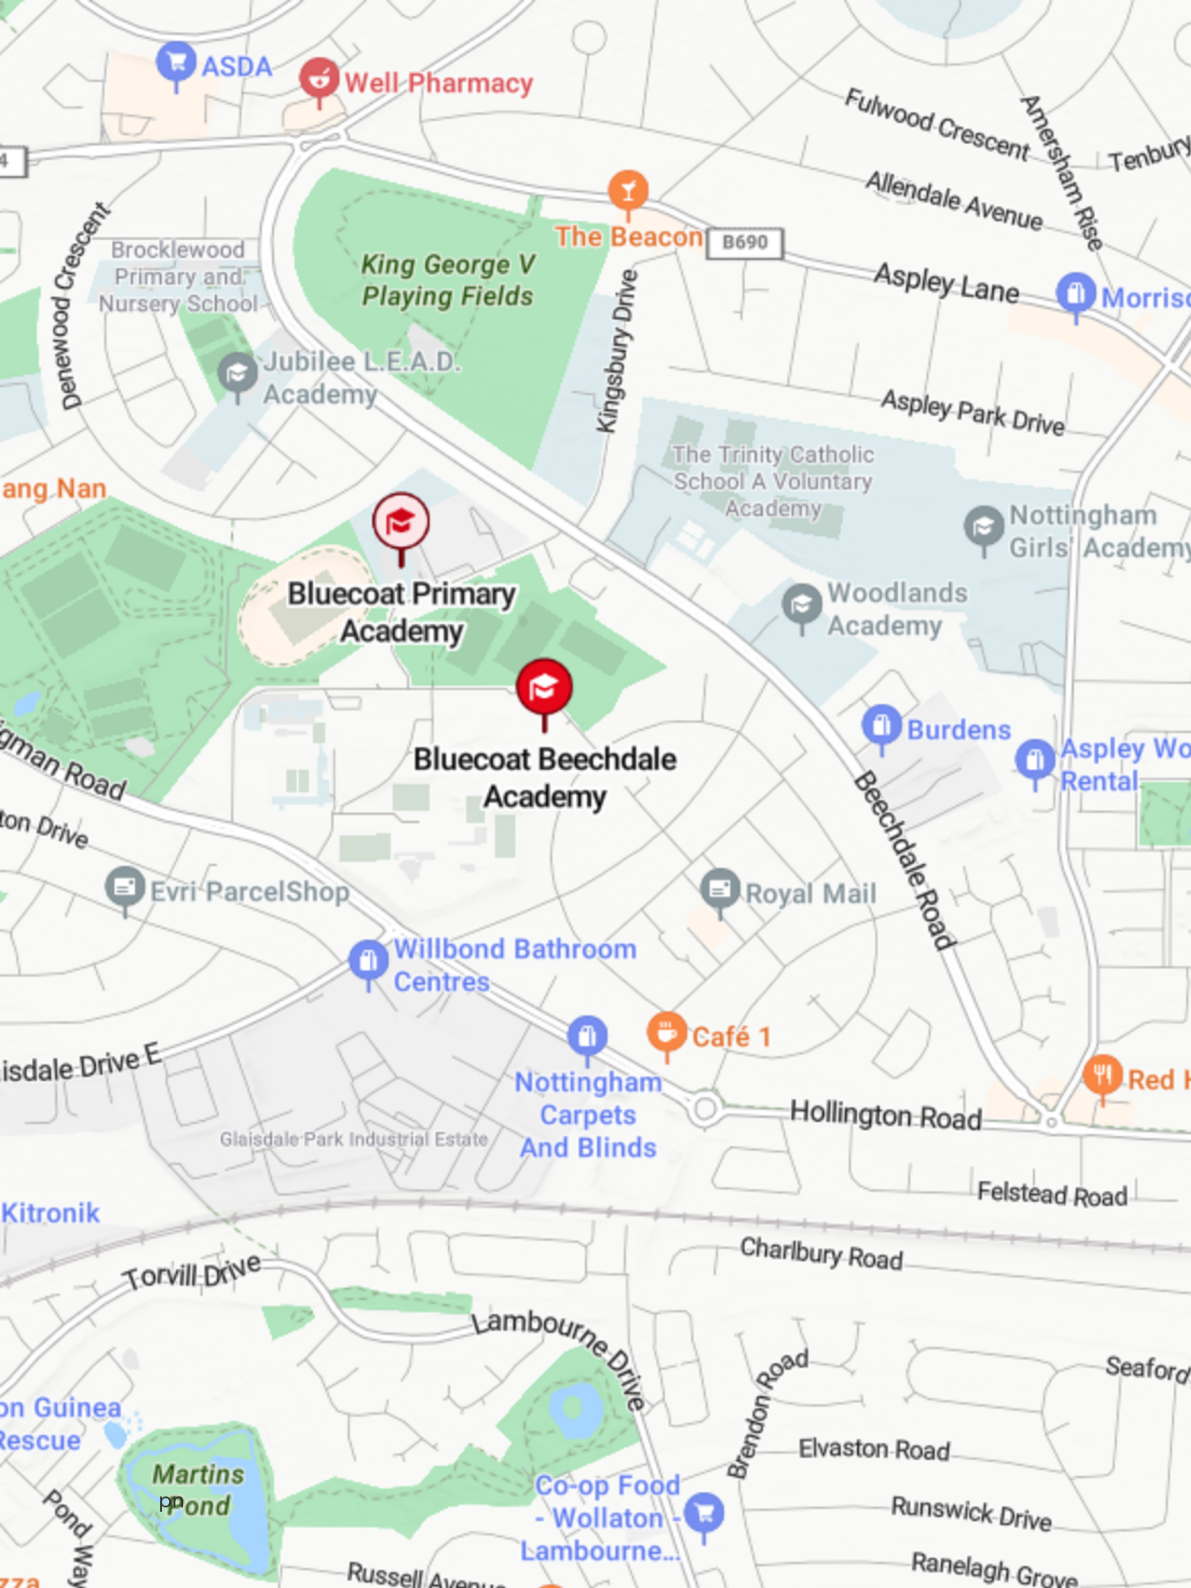 ASDA
Well Pharmacy
Fulwood Crescent
Amersham Rise
Tenbury
4
Allendale Avenue
The Beacon
B690
Denewood Crescent
Brocklewood
Primary and
Nursery School
King George V
Playing Fields
Kingsbury Drive
Aspley Lane
Morrisc
Jubilee L.E.A.D.
Academy
Aspley Park Drive
The Trinity Catholic
School A Voluntary
Academy
ang Nan
Nottingham
Girls' Academy
Bluecoat Primary
Academy
Woodlands
Academy
igman Road
Bluecoat Beechdale
Academy
Burdens
Aspley Wo
Rental
ton Drive
Beechdale Road
Evri ParcelShop
Royal Mail
Willbond Bathroom
Centres
Café 1
aisdale Drive E
Nottingham
Carpets
And Blinds
Red H
Hollington Road
Glaisdale Park Industrial Estate
Felstead Road
Kitronik
Charlbury Road
Torvill Drive
Lambourne Drive
Brendon Road
Seaford
on Guinea
Rescue
Elvaston Road
Martins
Pond
pn
Co-op Food
- Wollaton -
Lambourne...
Runswick Drive
Pond Way
Russell Avenue
Ranelagh Grove
zza